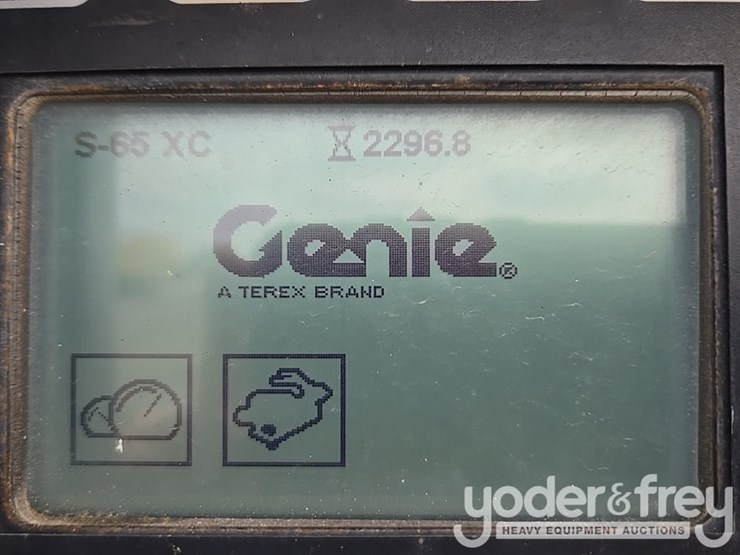 S-65 XC 2296.8
Genie®
A TEREX BRAND
yoder&frey
HEAVY EQUIPMENT AUCTIONS